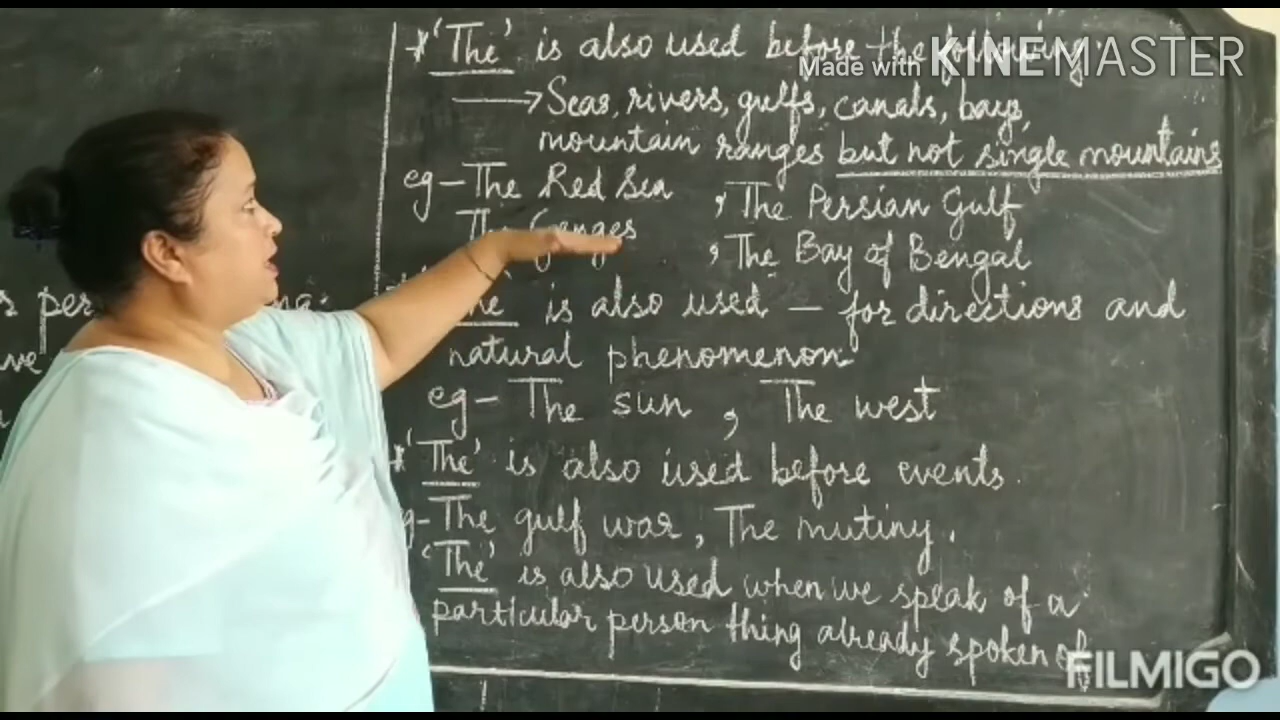 * 'The' is also used before the following.
Made with KINEMASTER
→ Seas, rivers, gulfs, canals, bays,
mountain ranges but not single mountains
eg - The Red Sea , The Persian Gulf
The Ganges , The Bay of Bengal
is also used - for directions and
natural phenomenon
eg - The sun , The west
* 'The' is also used before events.
The gulf war, The mutiny.
'The' is also used when we speak of a
particular person thing already spoken of
FILMIGO